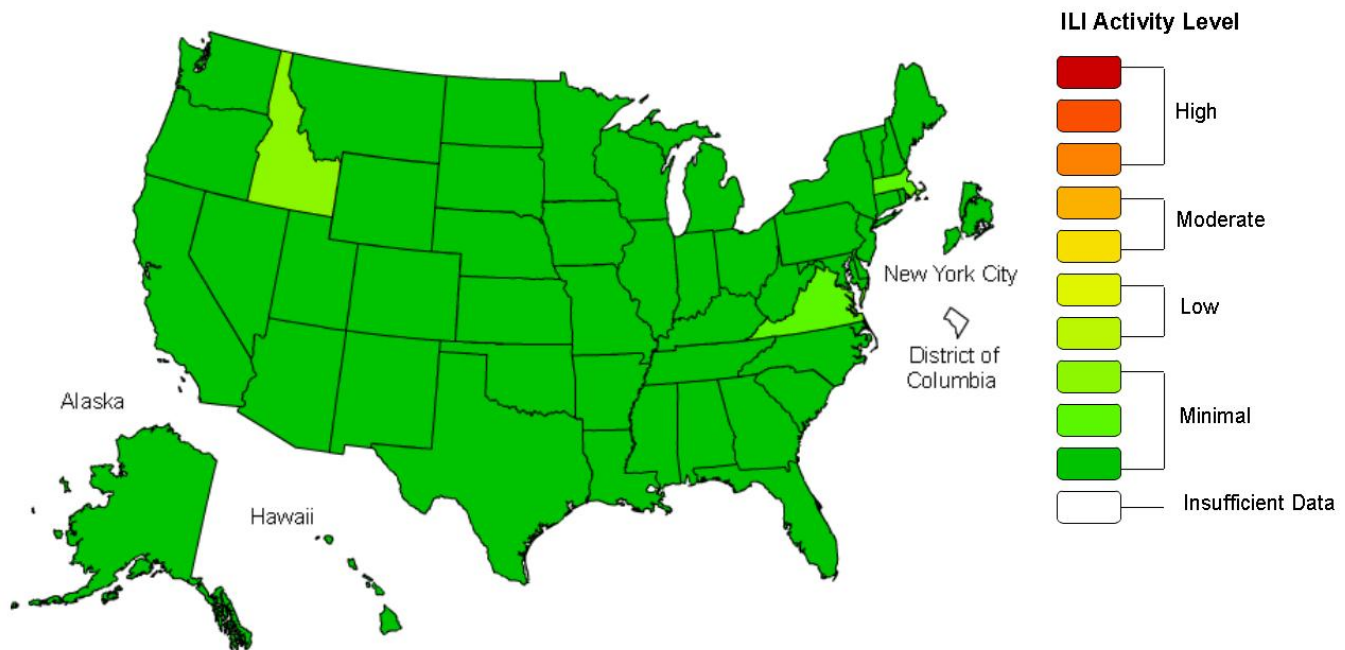 ILI Activity Level
High
Moderate
Low
Minimal
Insufficient Data
New York City
District of
Columbia
Alaska
Hawaii